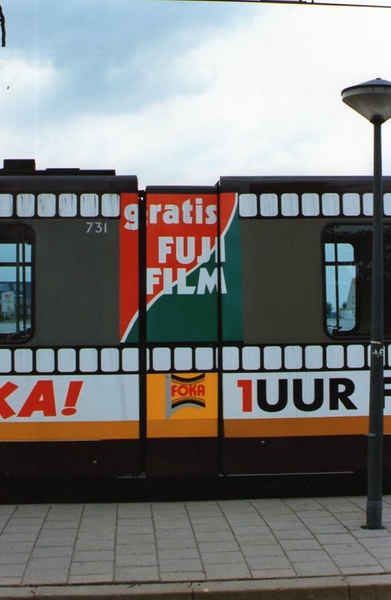 731
gratis
FUJI
FILM
KA!
FOKA
1UUR F